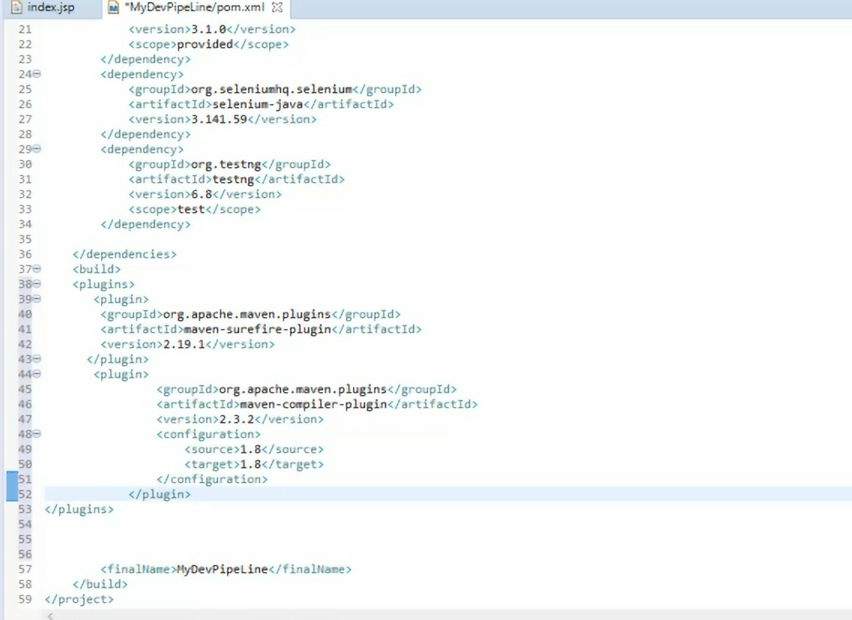 index.jsp
*MyDevPipeLine/pom.xml
21 <version>3.1.0</version>
22 <scope>provided</scope>
23 </dependency>
24 <dependency>
25 <groupId>org.seleniumhq.selenium</groupId>
26 <artifactId>selenium-java</artifactId>
27 <version>3.141.59</version>
28 </dependency>
29 <dependency>
30 <groupId>org.testng</groupId>
31 <artifactId>testng</artifactId>
32 <version>6.8</version>
33 <scope>test</scope>
34 </dependency>
35
36 </dependencies>
37 <build>
38 <plugins>
39 <plugin>
40 <groupId>org.apache.maven.plugins</groupId>
41 <artifactId>maven-surefire-plugin</artifactId>
42 <version>2.19.1</version>
43 </plugin>
44 <plugin>
45 <groupId>org.apache.maven.plugins</groupId>
46 <artifactId>maven-compiler-plugin</artifactId>
47 <version>2.3.2</version>
48 <configuration>
49 <source>1.8</source>
50 <target>1.8</target>
51 </configuration>
52 </plugin>
53 </plugins>
54
55
56
57 <finalName>MyDevPipeLine</finalName>
58 </build>
59 </project>